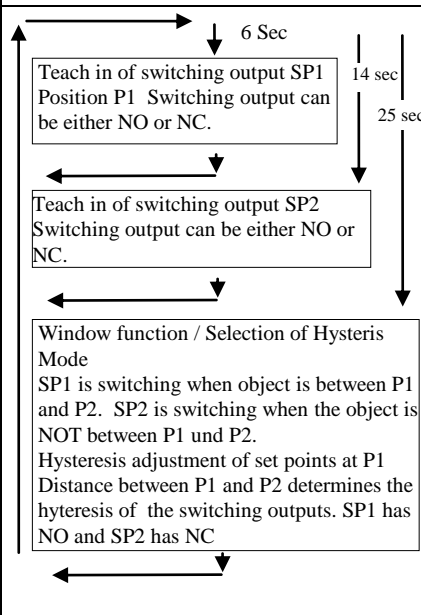 6 Sec
Teach in of switching output SP1
Position P1  Switching output can
be either NO or NC.
14 sec
25 sec
Teach in of switching output SP2
Switching output can be either NO or
NC.
Window function / Selection of Hysteris
Mode
SP1 is switching when object is between P1
and P2.  SP2 is switching when the object is
NOT between P1 und P2.
Hysteresis adjustment of set points at P1
Distance between P1 and P2 determines the
hyteresis of  the switching outputs. SP1 has
NO and SP2 has NC